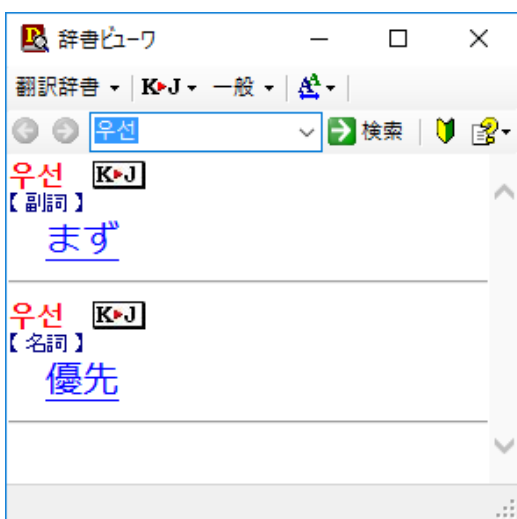 辞書ビューワ
翻訳辞書 K▸J 一般 A
우선 検索
우선 K▸J
【副詞】
まず
우선 K▸J
【名詞】
優先